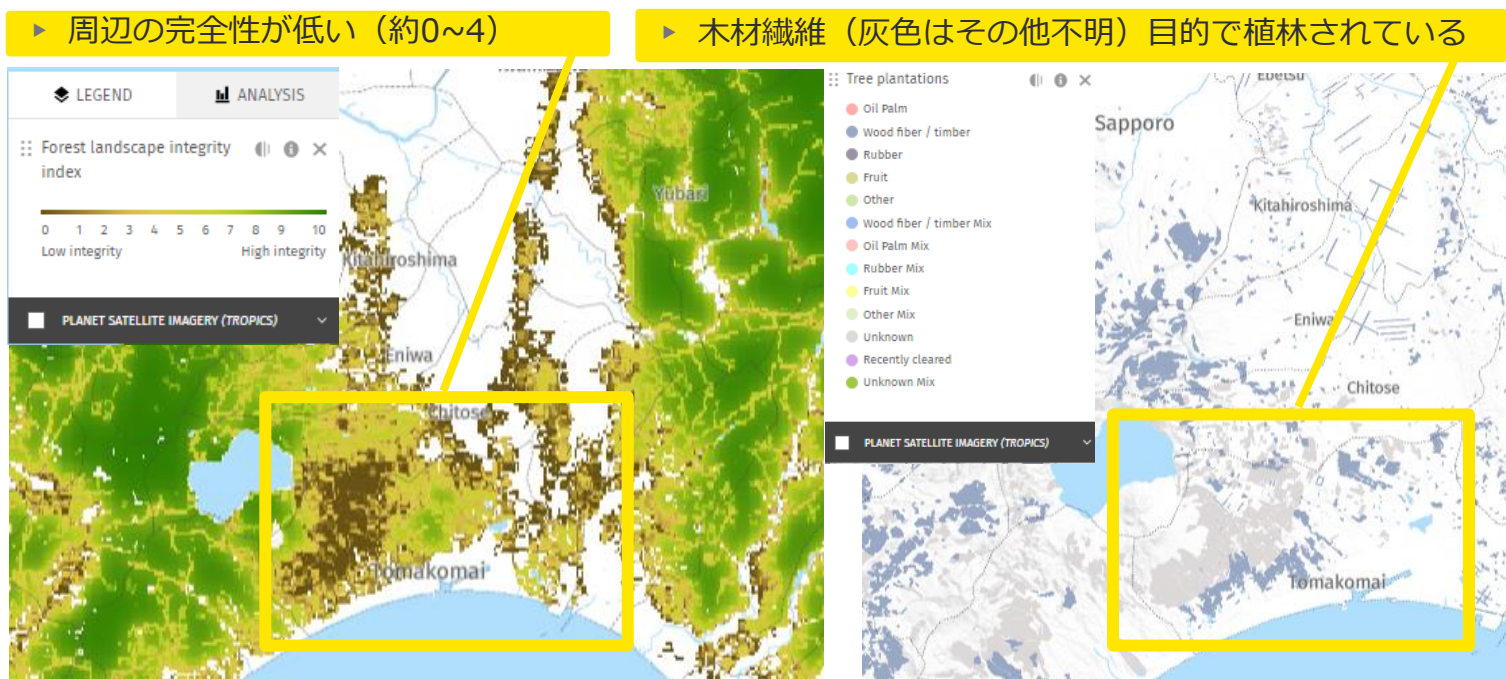 ▶ 周辺の完全性が低い（約0~4）
▶ 木材繊維（灰色はその他不明）目的で植林されている
LEGEND
ANALYSIS
Forest landscape integrity
index
0 1 2 3 4 5 6 7 8 9 10
Low integrity
High integrity
PLANET SATELLITE IMAGERY (TROPICS)
Yubari
Kitahiroshima
Eniwa
Chitose
Tomakomai
Tree plantations
Oil Palm
Wood fiber / timber
Rubber
Fruit
Other
Wood fiber / timber Mix
Oil Palm Mix
Rubber Mix
Fruit Mix
Other Mix
Unknown
Recently cleared
Unknown Mix
PLANET SATELLITE IMAGERY (TROPICS)
Ebetsu
Sapporo
Kitahiroshima
Eniwa
Chitose
Tomakomai